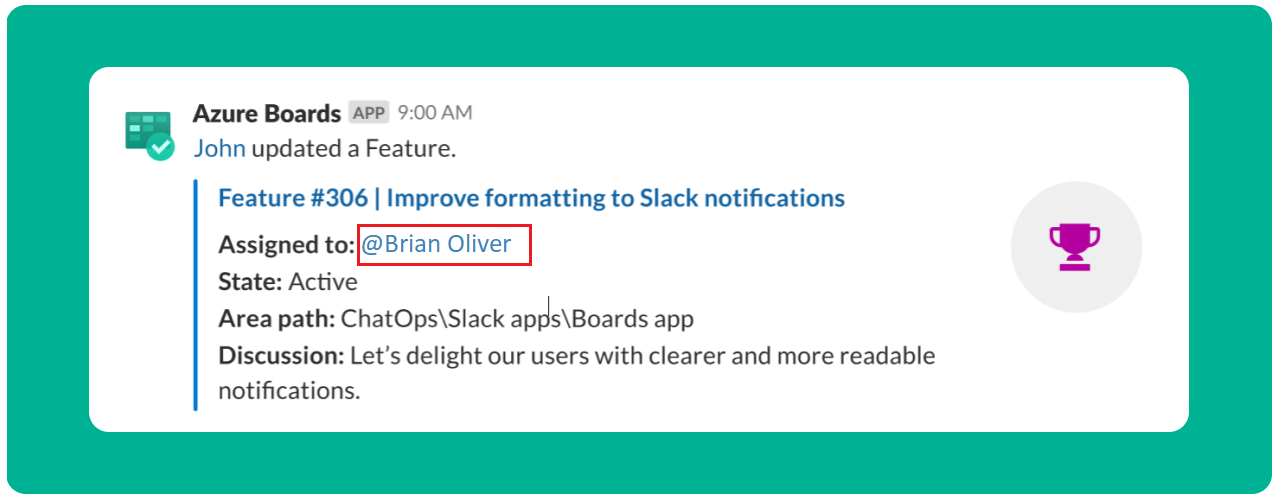 Azure Boards APP 9:00 AM
John updated a Feature.
Feature #306 | Improve formatting to Slack notifications
Assigned to: @Brian Oliver
State: Active
Area path: ChatOps\Slack apps\Boards app
Discussion: Let’s delight our users with clearer and more readable
notifications.